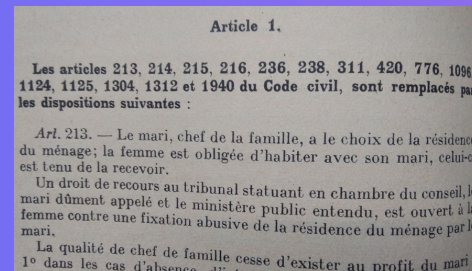 Article 1.
Les articles 213, 214, 215, 216, 236, 238, 311, 420, 776, 1096
1124, 1125, 1304, 1312 et 1940 du Code civil, sont remplacés par
les dispositions suivantes :
Art. 213. — Le mari, chef de la famille, a le choix de la résidence
du ménage; la femme est obligée d'habiter avec son mari, celui-c
est tenu de la recevoir.
Un droit de recours au tribunal statuant en chambre du conseil, l
mari dûment appelé et le ministère public entendu, est ouvert à la
femme contre une fixation abusive de la résidence du ménage par l
mari.
La qualité de chef de famille cesse d'exister au profit du mari
1° dans les cas d'absence